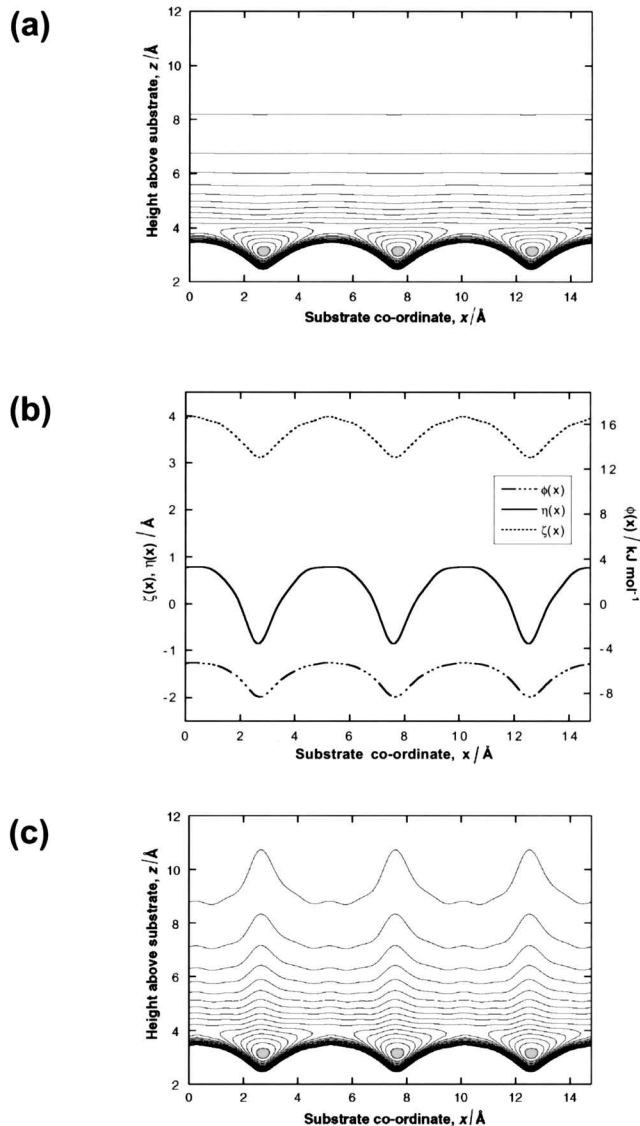 (a)
12
10
8
6
4
2
Height above substrate, z/Å
0 2 4 6 8 10 12 14
Substrate co-ordinate, x/Å
(b)
4
3
2
1
0
-1
-2
ζ(x), η(x) / Å
16
12
8
4
0
-4
-8
ϕ(x) / kJ mol⁻¹
ϕ(x)
η(x)
ζ(x)
0 2 4 6 8 10 12 14
Substrate co-ordinate, x/Å
(c)
12
10
8
6
4
2
Height above substrate, z/Å
0 2 4 6 8 10 12 14
Substrate co-ordinate, x/Å